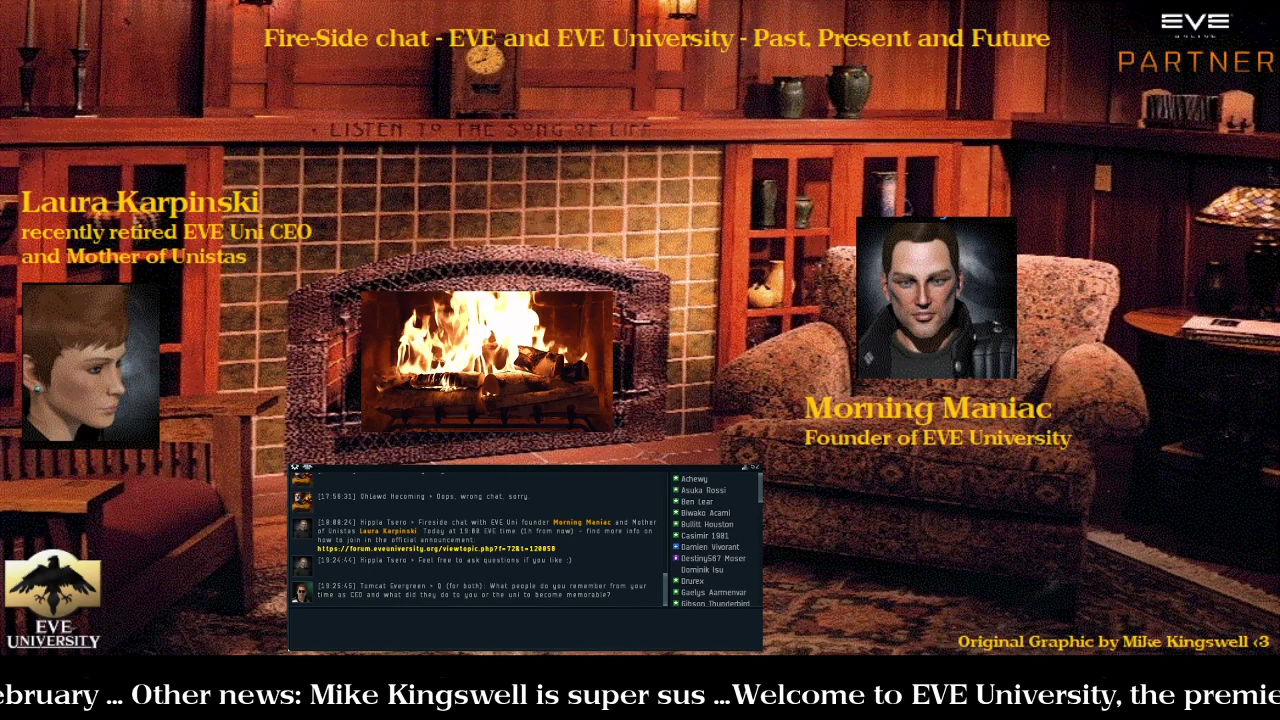 Fire-Side chat - EVE and EVE University - Past, Present and Future
EVE
ONLINE
PARTNER
LISTEN TO THE SONG OF LIFE
Laura Karpinski
recently retired EVE Uni CEO
and Mother of Unistas
Morning Maniac
Founder of EVE University
52
[17:56:31] OhLawd Hecoming > Oops, wrong chat, sorry.
[18:00:24] Hippla Tsero > Fireside chat with EVE Uni founder Morning Maniac and Mother
of Unistas Laura Karpinski. Today at 19:00 EVE time (1h from now) - find more info on
how to join in the official announcement:
https://forum.eveuniversity.org/viewtopic.php?f=72&t=120058
[19:24:44] Hippla Tsero > Feel free to ask questions if you like :)
[19:25:45] Tomcat Evergreen > Q (for both): What people do you remember from your
time as CEO and what did they do to you or the uni to become memorable?
Achewy
Asuka Rossi
Ben Lear
Biwako Acami
Bullitt Houston
Casimir 1981
Damien Vivorant
Destiny567 Moser
Dominik Isu
Drurex
Gaelys Aarmenvar
Gibson Thunderbird
EVE
UNIVERSITY
Original Graphic by Mike Kingswell <3
ebruary ... Other news: Mike Kingswell is super sus ...Welcome to EVE University, the premie